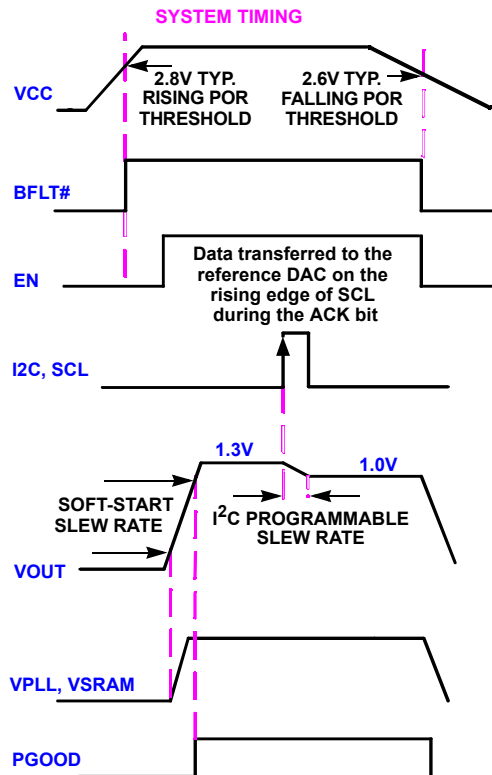 SYSTEM TIMING
VCC
2.8V TYP.
RISING POR
THRESHOLD
2.6V TYP.
FALLING POR
THRESHOLD
BFLT#
EN
Data transferred to the
reference DAC on the
rising edge of SCL
during the ACK bit
I2C, SCL
1.3V
1.0V
SOFT-START
SLEW RATE
I²C PROGRAMMABLE
SLEW RATE
VOUT
VPLL, VSRAM
PGOOD